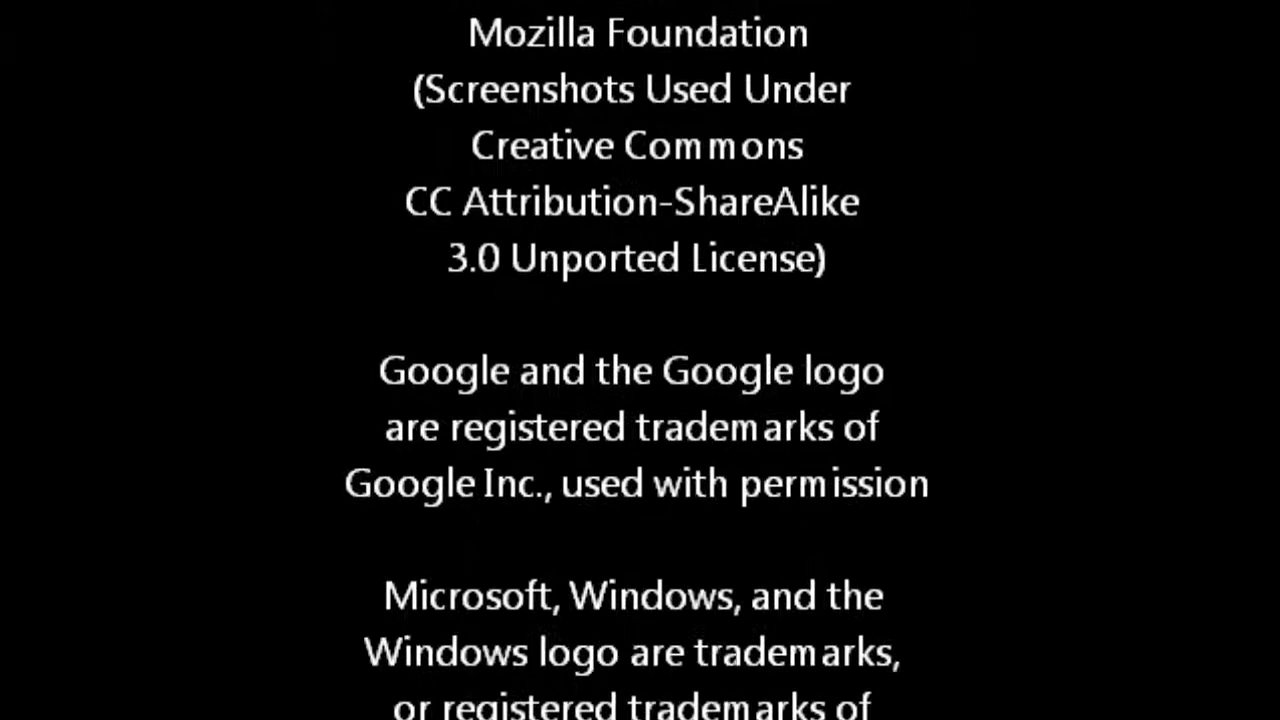 Mozilla Foundation
(Screenshots Used Under
Creative Commons
CC Attribution-ShareAlike
3.0 Unported License)
Google and the Google logo
are registered trademarks of
Google Inc., used with permission
Microsoft, Windows, and the
Windows logo are trademarks,
or registered trademarks of